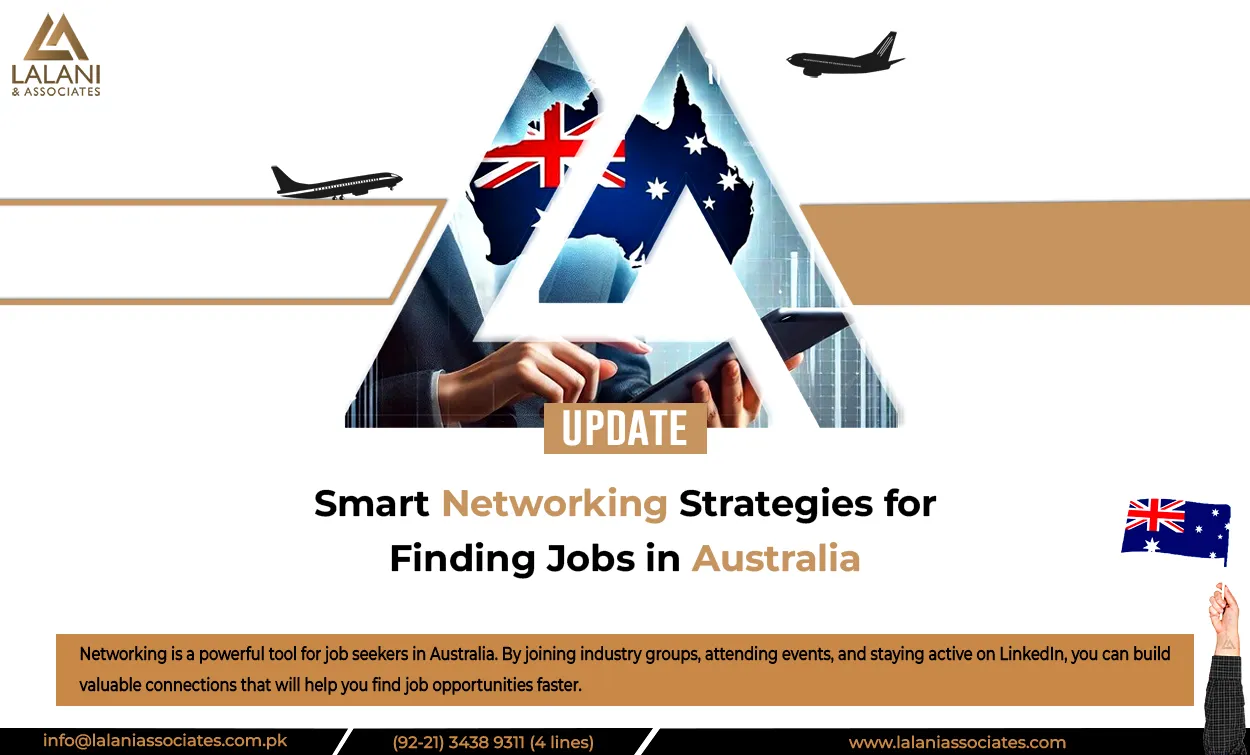 LALANI
& ASSOCIATES
UPDATE
Smart Networking Strategies for
Finding Jobs in Australia
Networking is a powerful tool for job seekers in Australia. By joining industry groups, attending events, and staying active on LinkedIn, you can build
valuable connections that will help you find job opportunities faster.
info@lalaniassociates.com.pk
(92-21) 3438 9311 (4 lines)
www.lalaniassociates.com